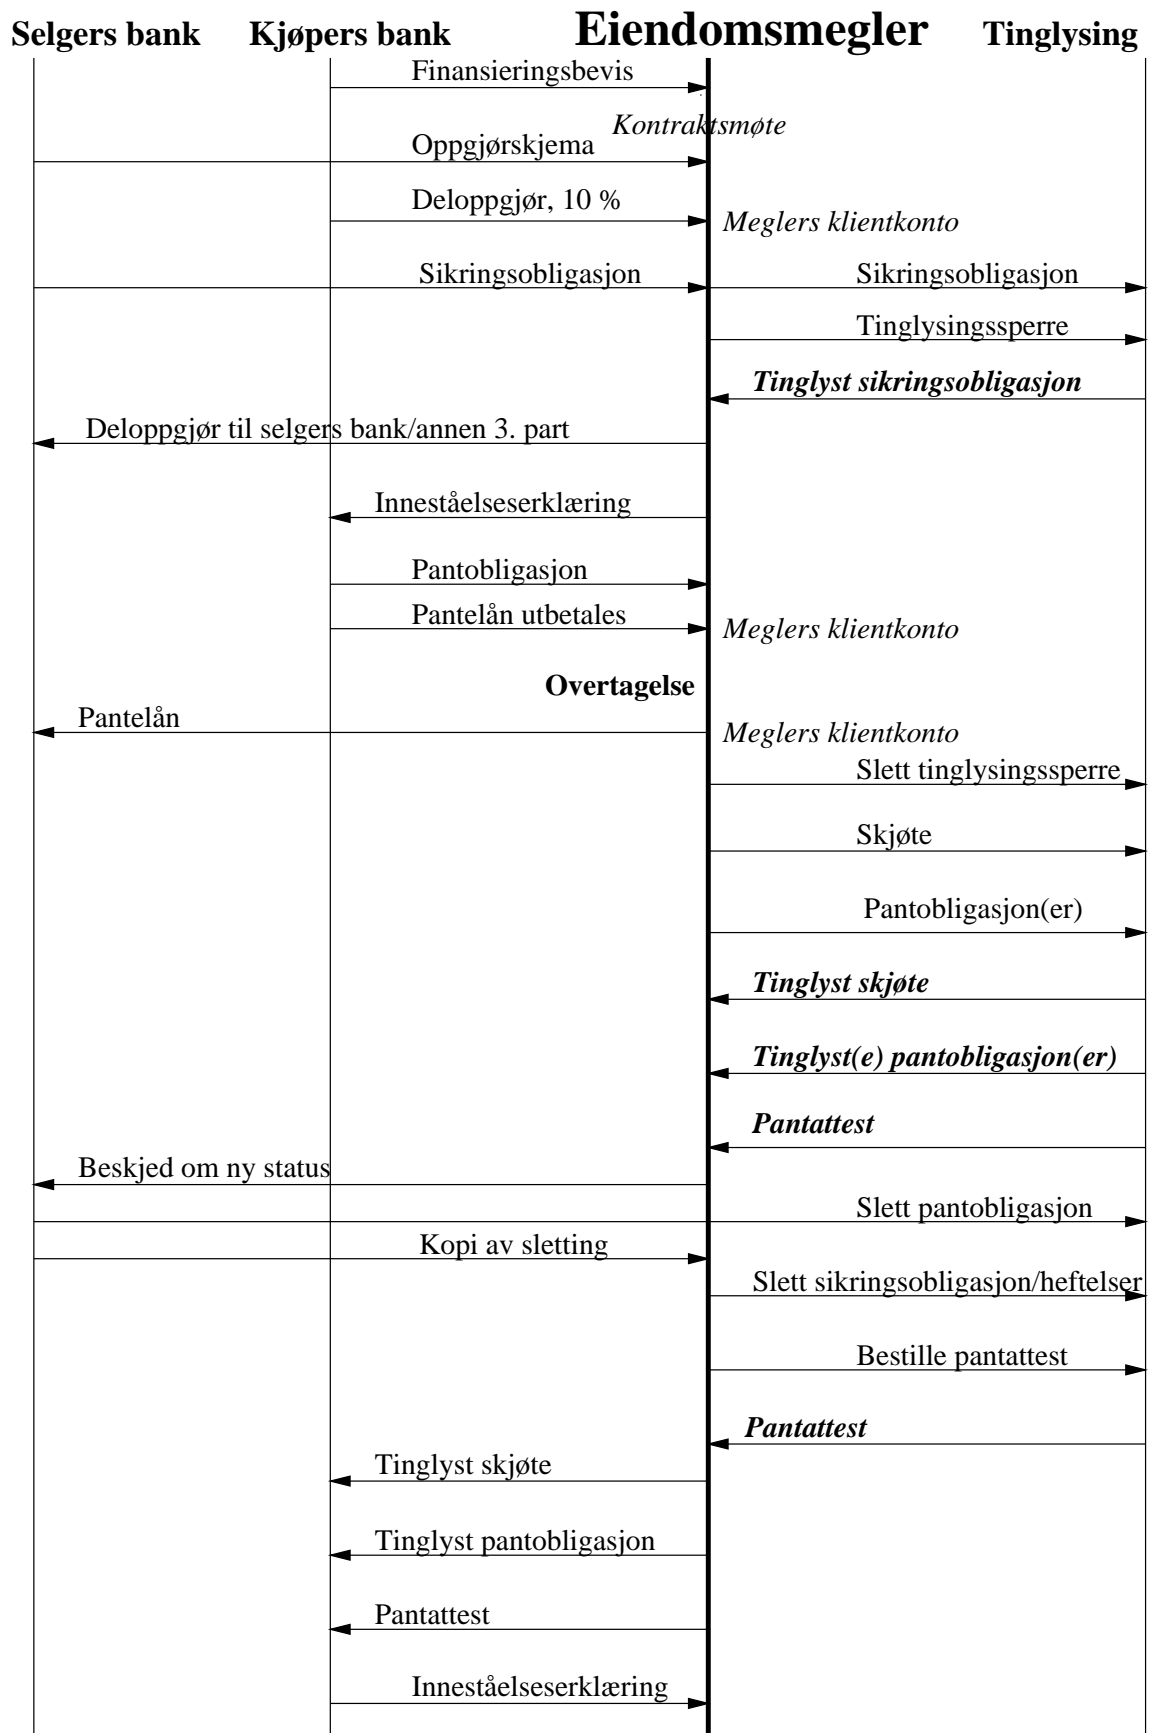 Selgers bank Kjøpers bank Eiendomsmegler Tinglysing
Finansieringsbevis
Kontraktsmøte
Oppgjørskjema
Deloppgjør, 10 %
Meglers klientkonto
Sikringsobligasjon Sikringsobligasjon
Tinglysingssperre
Tinglyst sikringsobligasjon
Deloppgjør til selgers bank/annen 3. part
Inneståelseserklæring
Pantobligasjon
Pantelån utbetales
Meglers klientkonto
Overtagelse
Pantelån
Meglers klientkonto
Slett tinglysingssperre
Skjøte
Pantobligasjon(er)
Tinglyst skjøte
Tinglyst(e) pantobligasjon(er)
Pantattest
Beskjed om ny status
Slett pantobligasjon
Kopi av sletting
Slett sikringsobligasjon/heftelser
Bestille pantattest
Pantattest
Tinglyst skjøte
Tinglyst pantobligasjon
Pantattest
Inneståelseserklæring